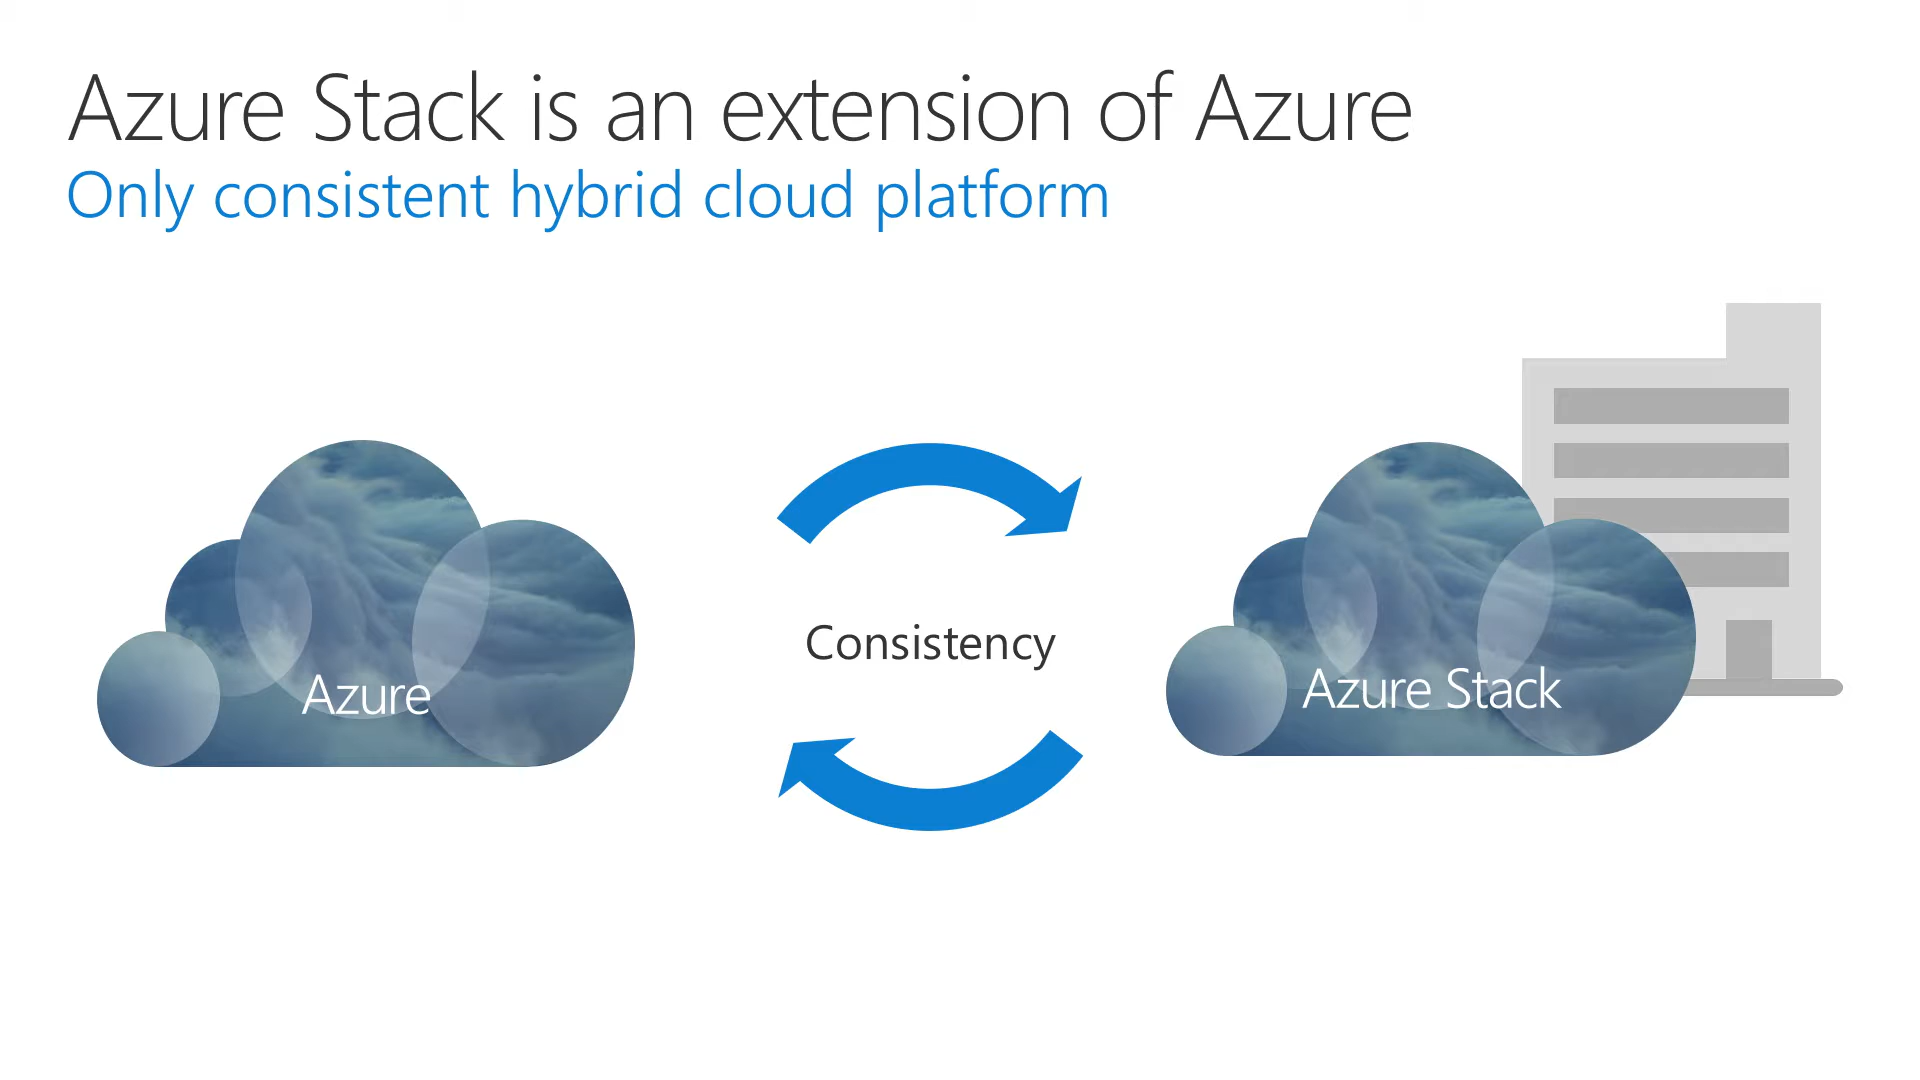 Azure Stack is an extension of Azure
Only consistent hybrid cloud platform
Azure
Consistency
Azure Stack